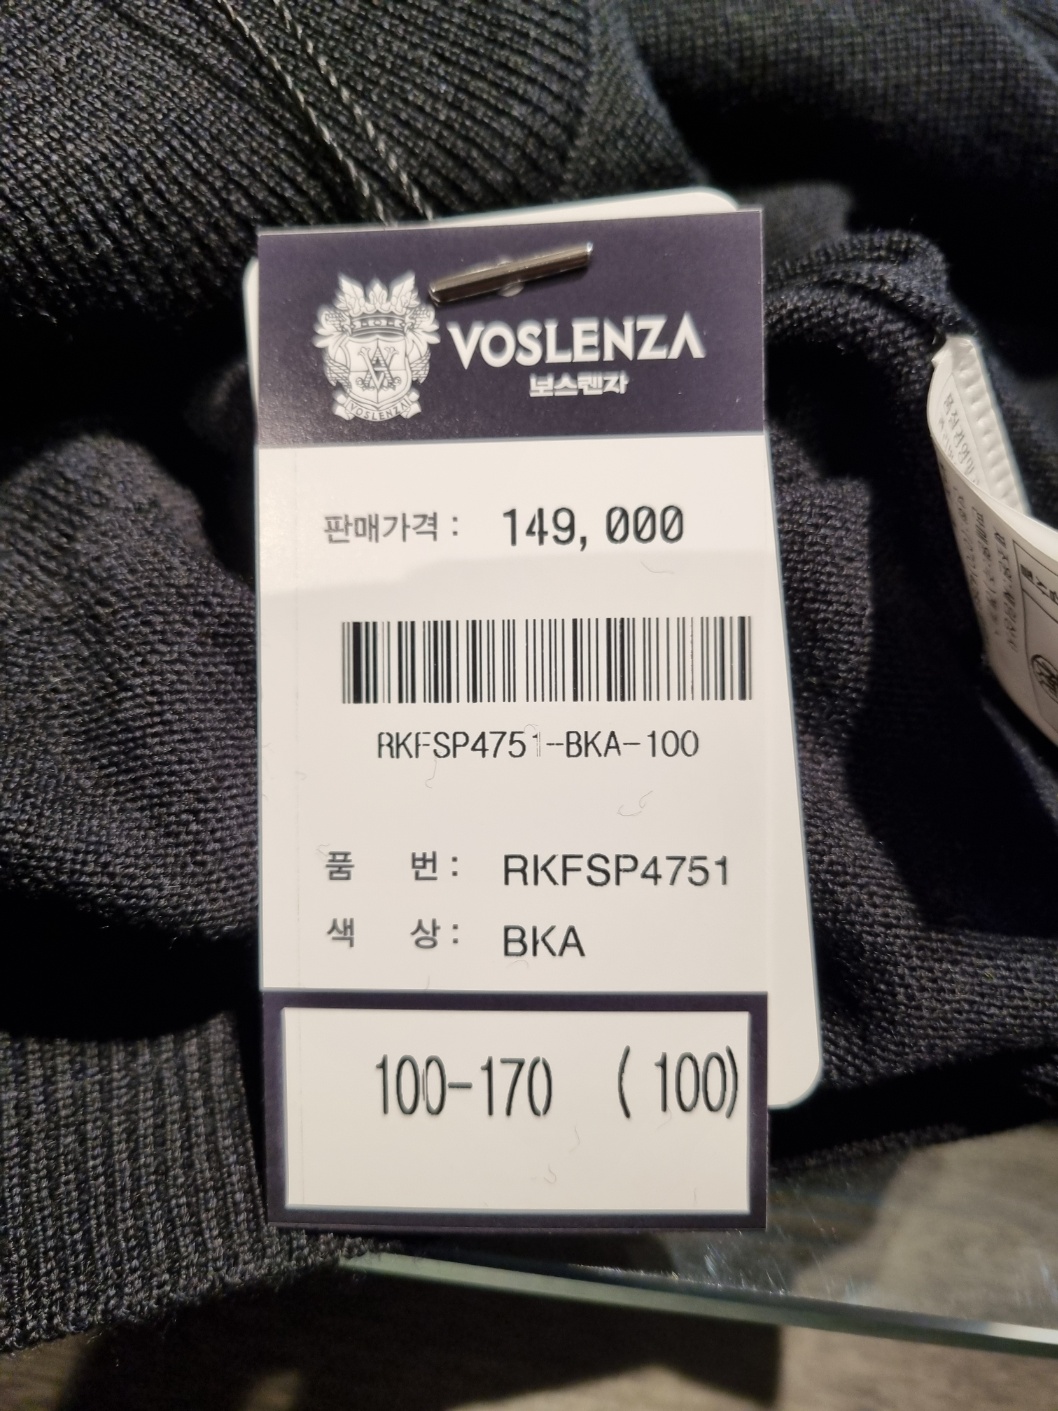 VOSLENZA
VOSLENZA
보스렌자
판매가격 : 149,000
RKFSP4751-BKA-100
품 번 : RKFSP4751
색 상 : BKA
100-170 ( 100)